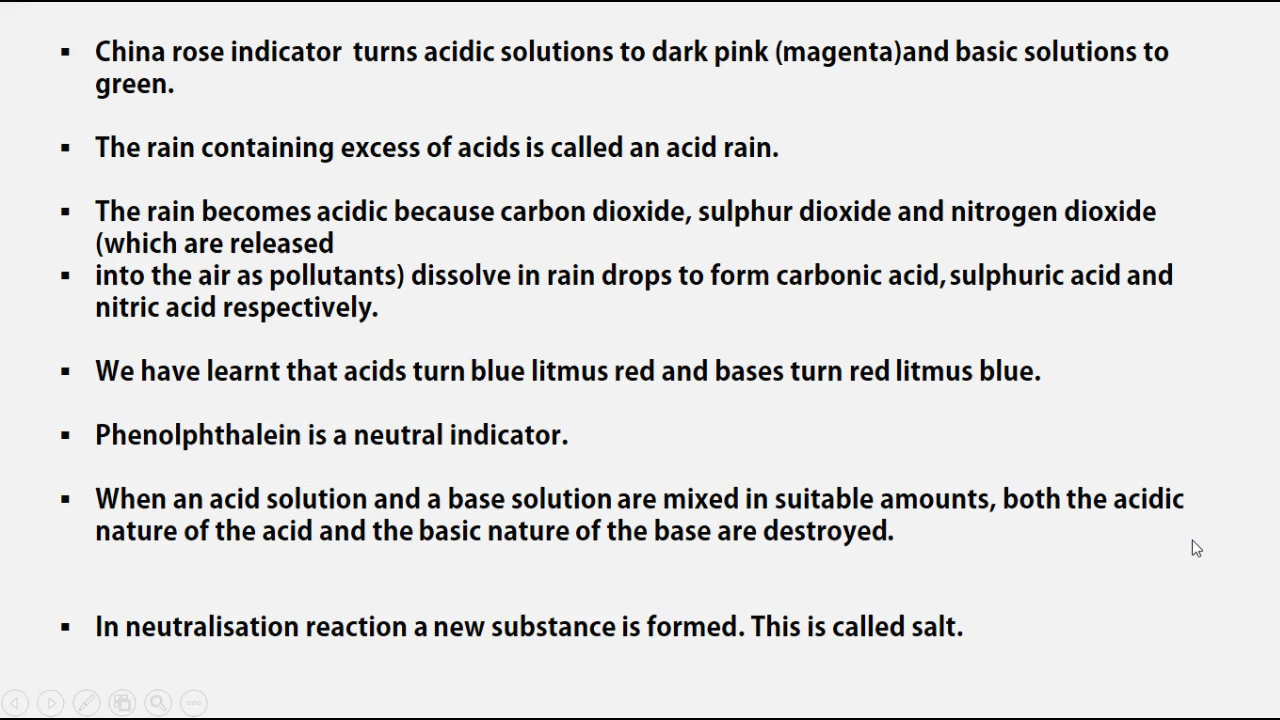 ▪ China rose indicator  turns acidic solutions to dark pink (magenta)and basic solutions to
green.
▪ The rain containing excess of acids is called an acid rain.
▪ The rain becomes acidic because carbon dioxide, sulphur dioxide and nitrogen dioxide
(which are released
▪ into the air as pollutants) dissolve in rain drops to form carbonic acid, sulphuric acid and
nitric acid respectively.
▪ We have learnt that acids turn blue litmus red and bases turn red litmus blue.
▪ Phenolphthalein is a neutral indicator.
▪ When an acid solution and a base solution are mixed in suitable amounts, both the acidic
nature of the acid and the basic nature of the base are destroyed.
▪ In neutralisation reaction a new substance is formed. This is called salt.